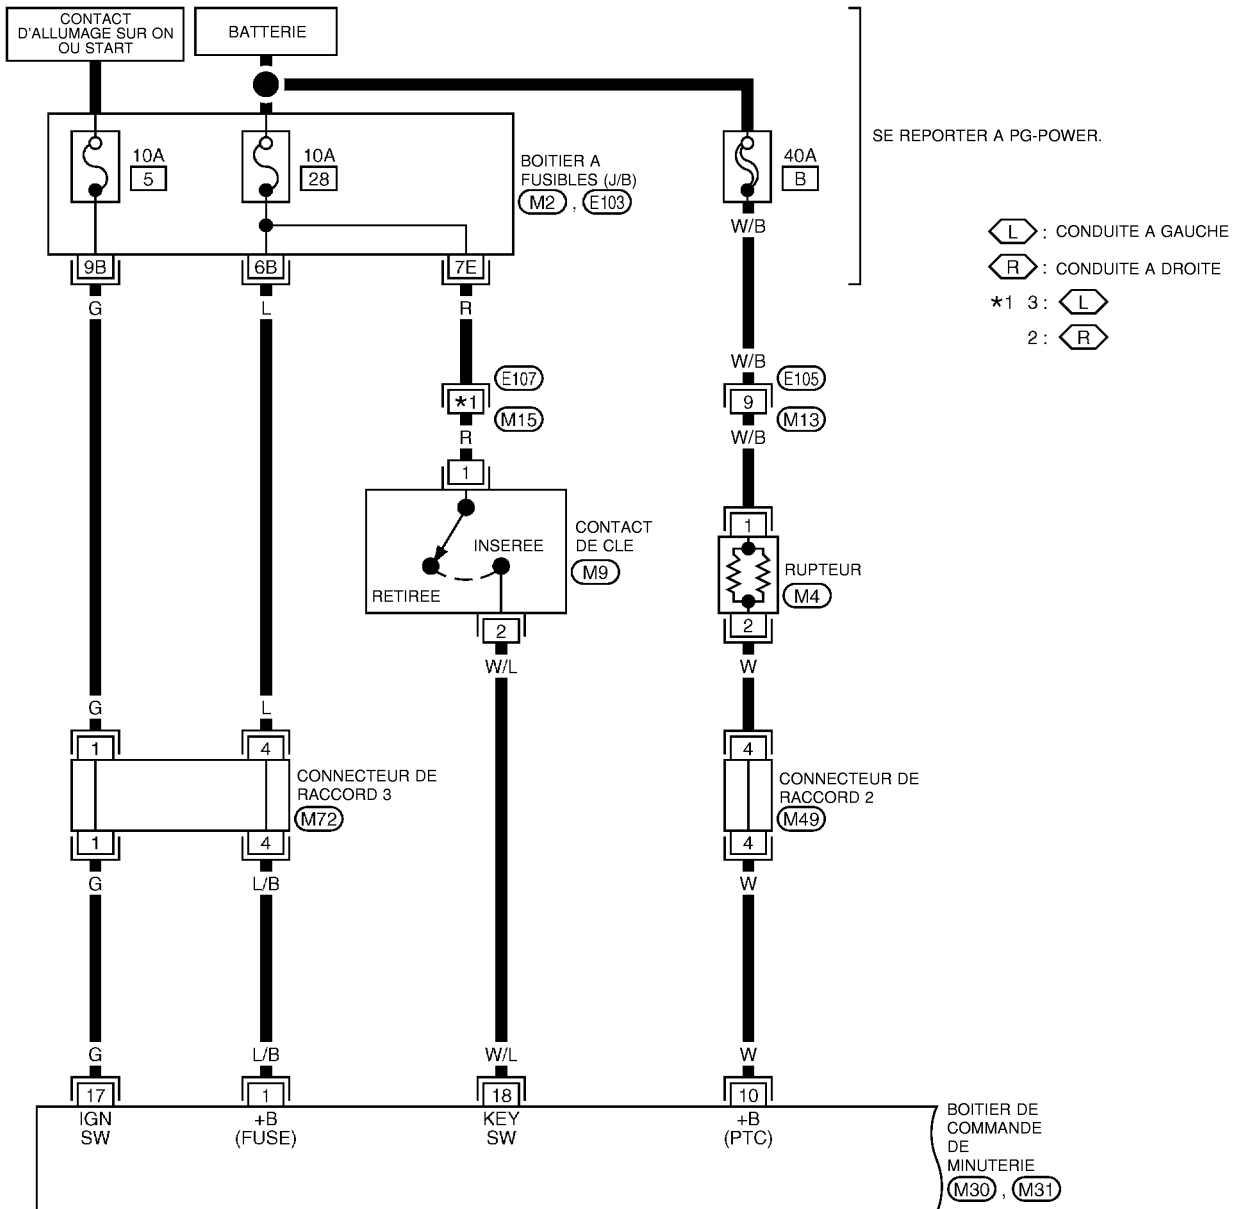 CONTACT
D'ALLUMAGE SUR ON
OU START
BATTERIE
SE REPORTER A PG-POWER.
10A
5
10A
28
BOITIER A
FUSIBLES (J/B)
M2 , E103
40A
B
W/B
L : CONDUITE A GAUCHE
R : CONDUITE A DROITE
*1 3 : L
2 : R
9B
6B
7E
G
L
R
W/B
E107
*1
M15
R
E105
9
M13
W/B
1
CONTACT
DE CLE
M9
INSEREE
RETIREE
2
W/L
1
RUPTEUR
M4
2
W
G
L
1
4
CONNECTEUR DE
RACCORD 3
M72
1
4
G
L/B
4
CONNECTEUR DE
RACCORD 2
M49
4
W
G
L/B
W/L
W
17
1
18
10
IGN
SW
+B
(FUSE)
KEY
SW
+B
(PTC)
BOITIER DE
COMMANDE
DE
MINUTERIE
M30 , M31